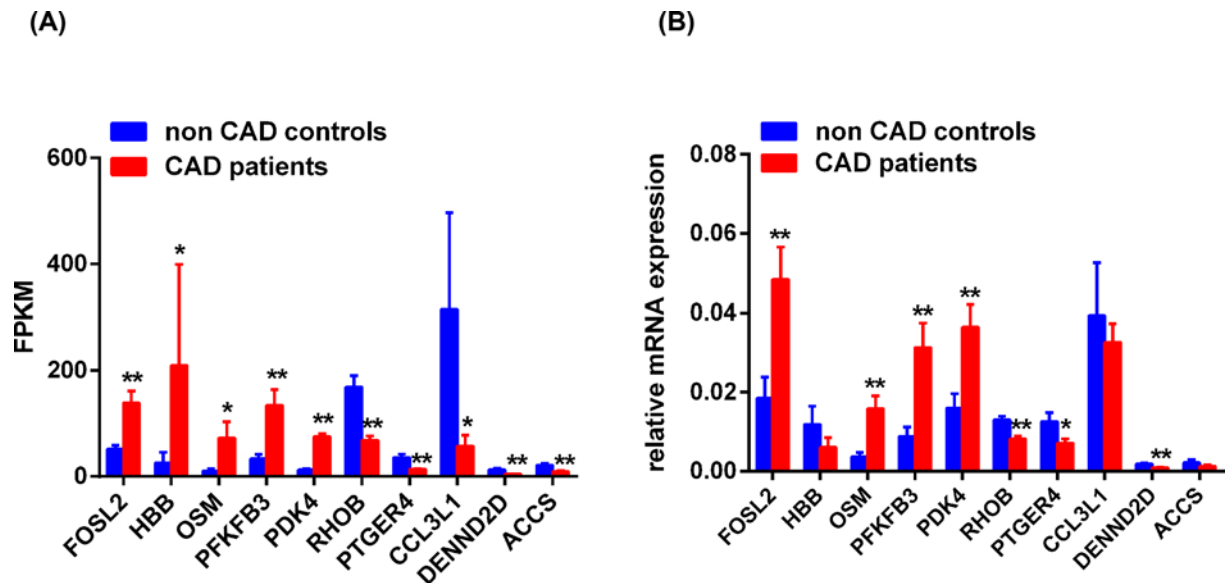 (A)
non CAD controls
CAD patients
FPKM
600
400
200
0
**
*
*
**
**
**
**
*
**
**
FOSL2
HBB
OSM
PFKFB3
PDK4
RHOB
PTGER4
CCL3L1
DENND2D
ACCS
(B)
non CAD controls
CAD patients
relative mRNA expression
0.08
0.06
0.04
0.02
0.00
**
**
**
**
**
*
**
FOSL2
HBB
OSM
PFKFB3
PDK4
RHOB
PTGER4
CCL3L1
DENND2D
ACCS